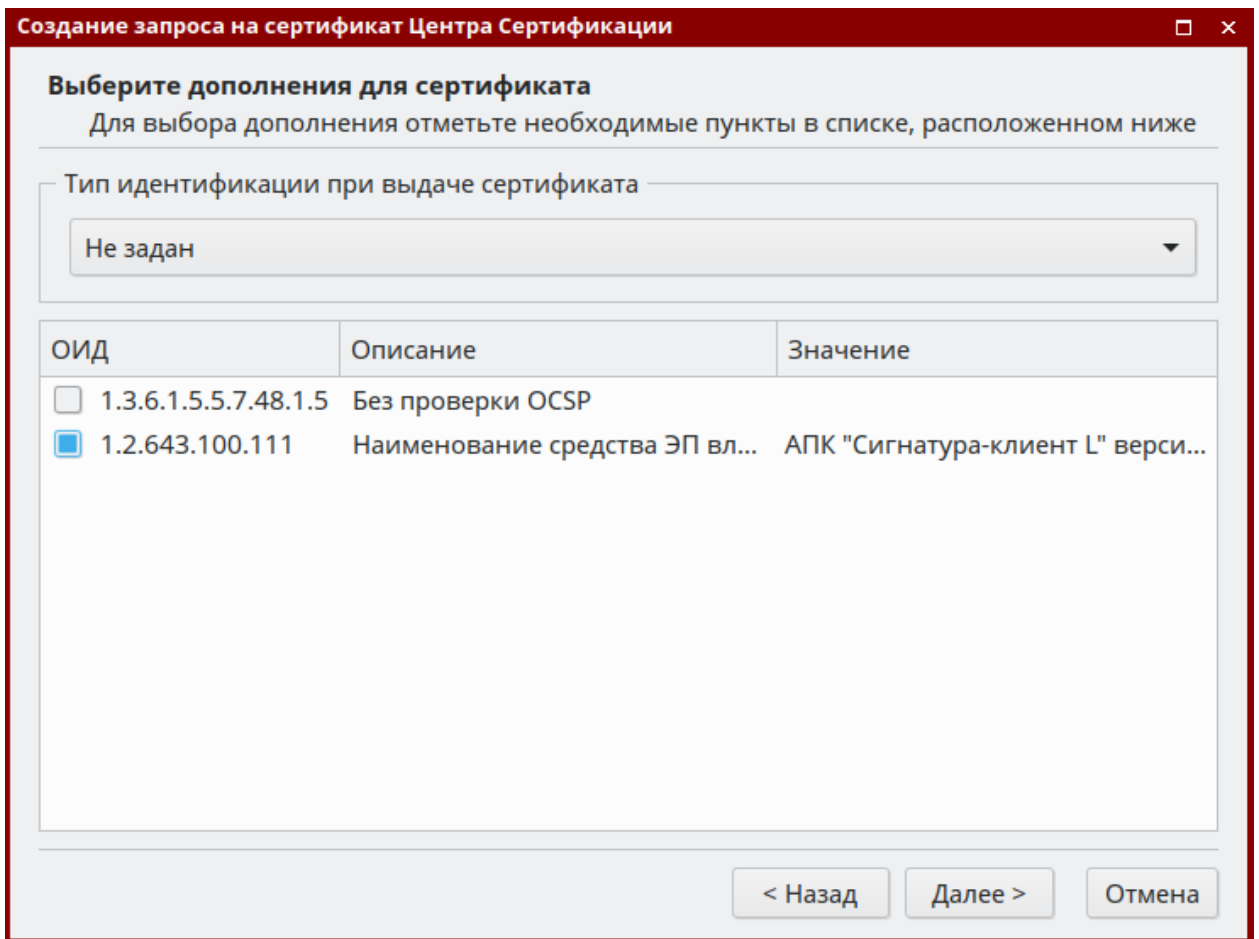 Создание запроса на сертификат Центра Сертификации
Выберите дополнения для сертификата
Для выбора дополнения отметьте необходимые пункты в списке, расположенном ниже
Тип идентификации при выдаче сертификата
Не задан
ОИД Описание Значение
1.3.6.1.5.5.7.48.1.5 Без проверки OCSP
1.2.643.100.111 Наименование средства ЭП вл... АПК "Сигнатура-клиент L" верси...
< Назад Далее > Отмена